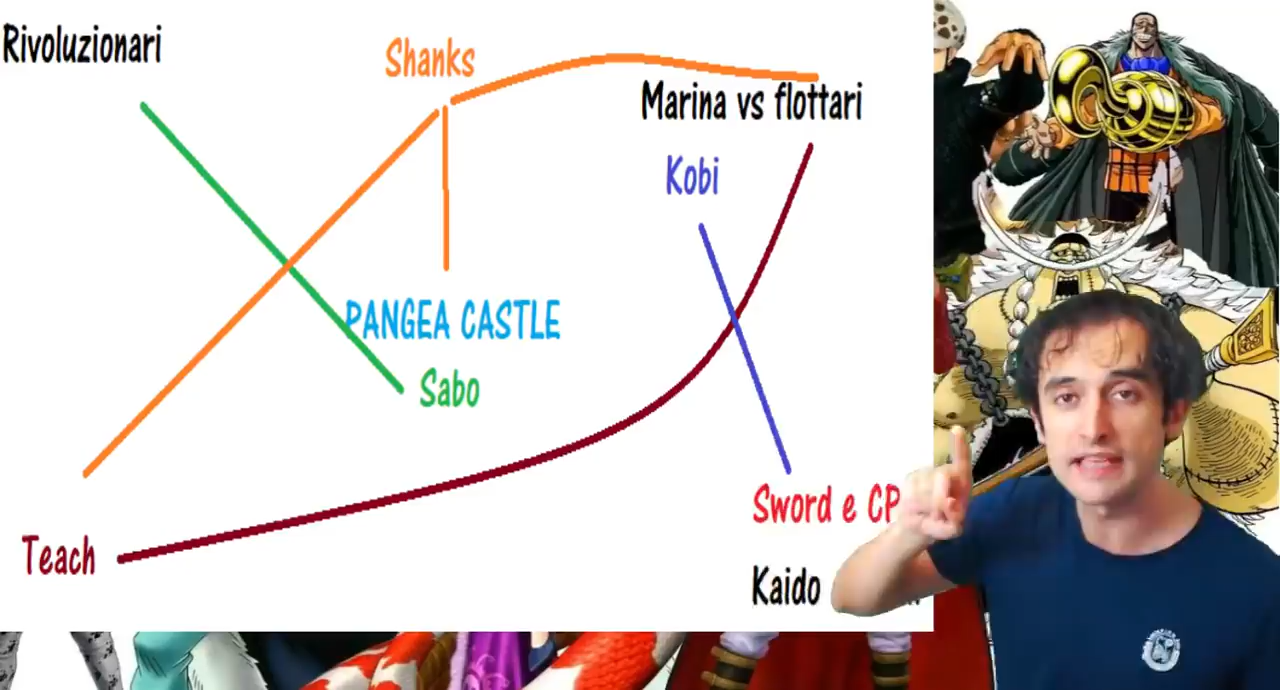 Rivoluzionari
Shanks
Marina vs flottari
Kobi
PANGEA CASTLE
Sabo
Sword e CP
Teach
Kaido